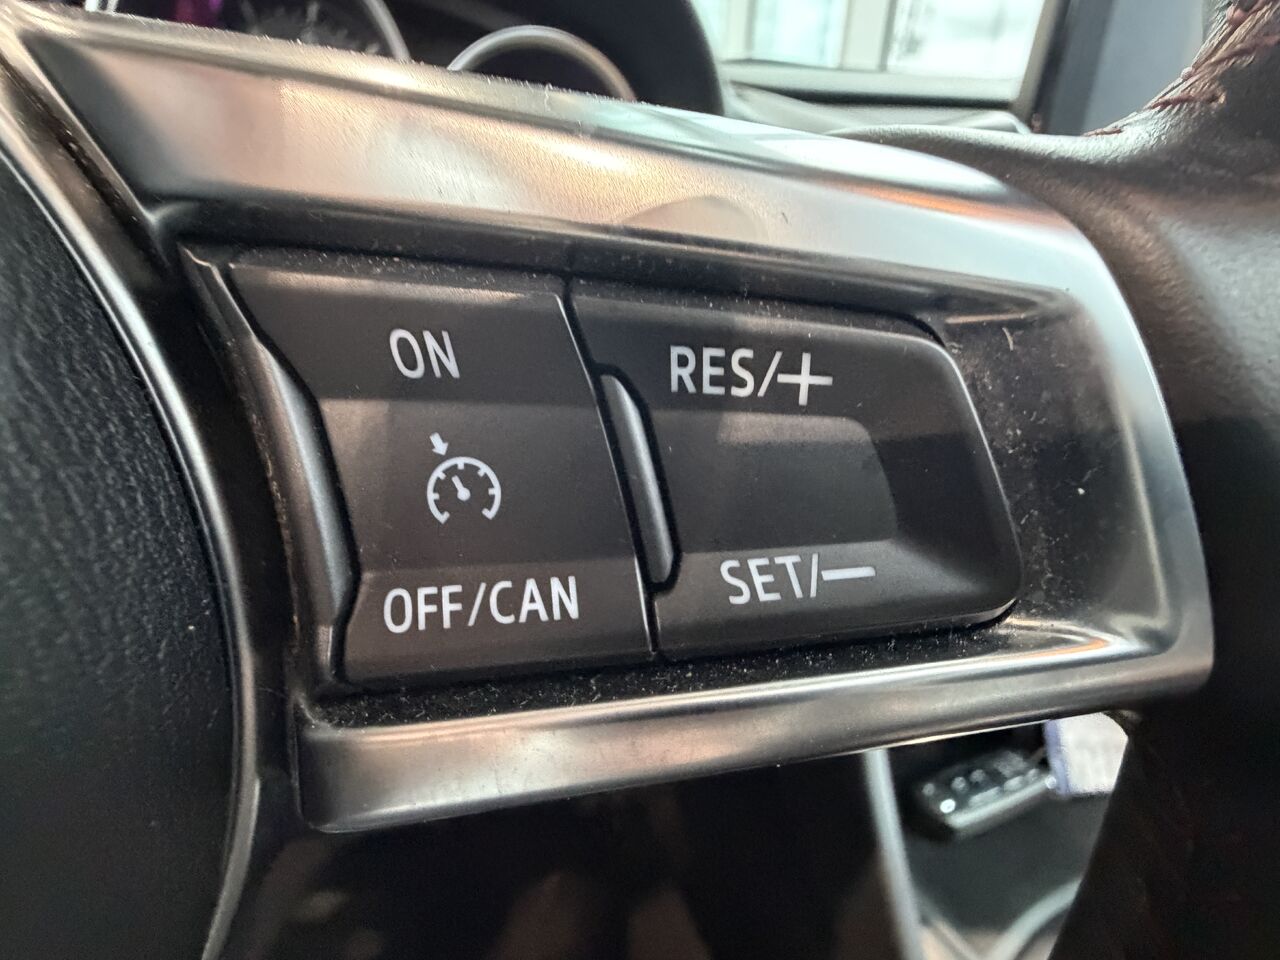 ON
RES/+
OFF/CAN
SET/−